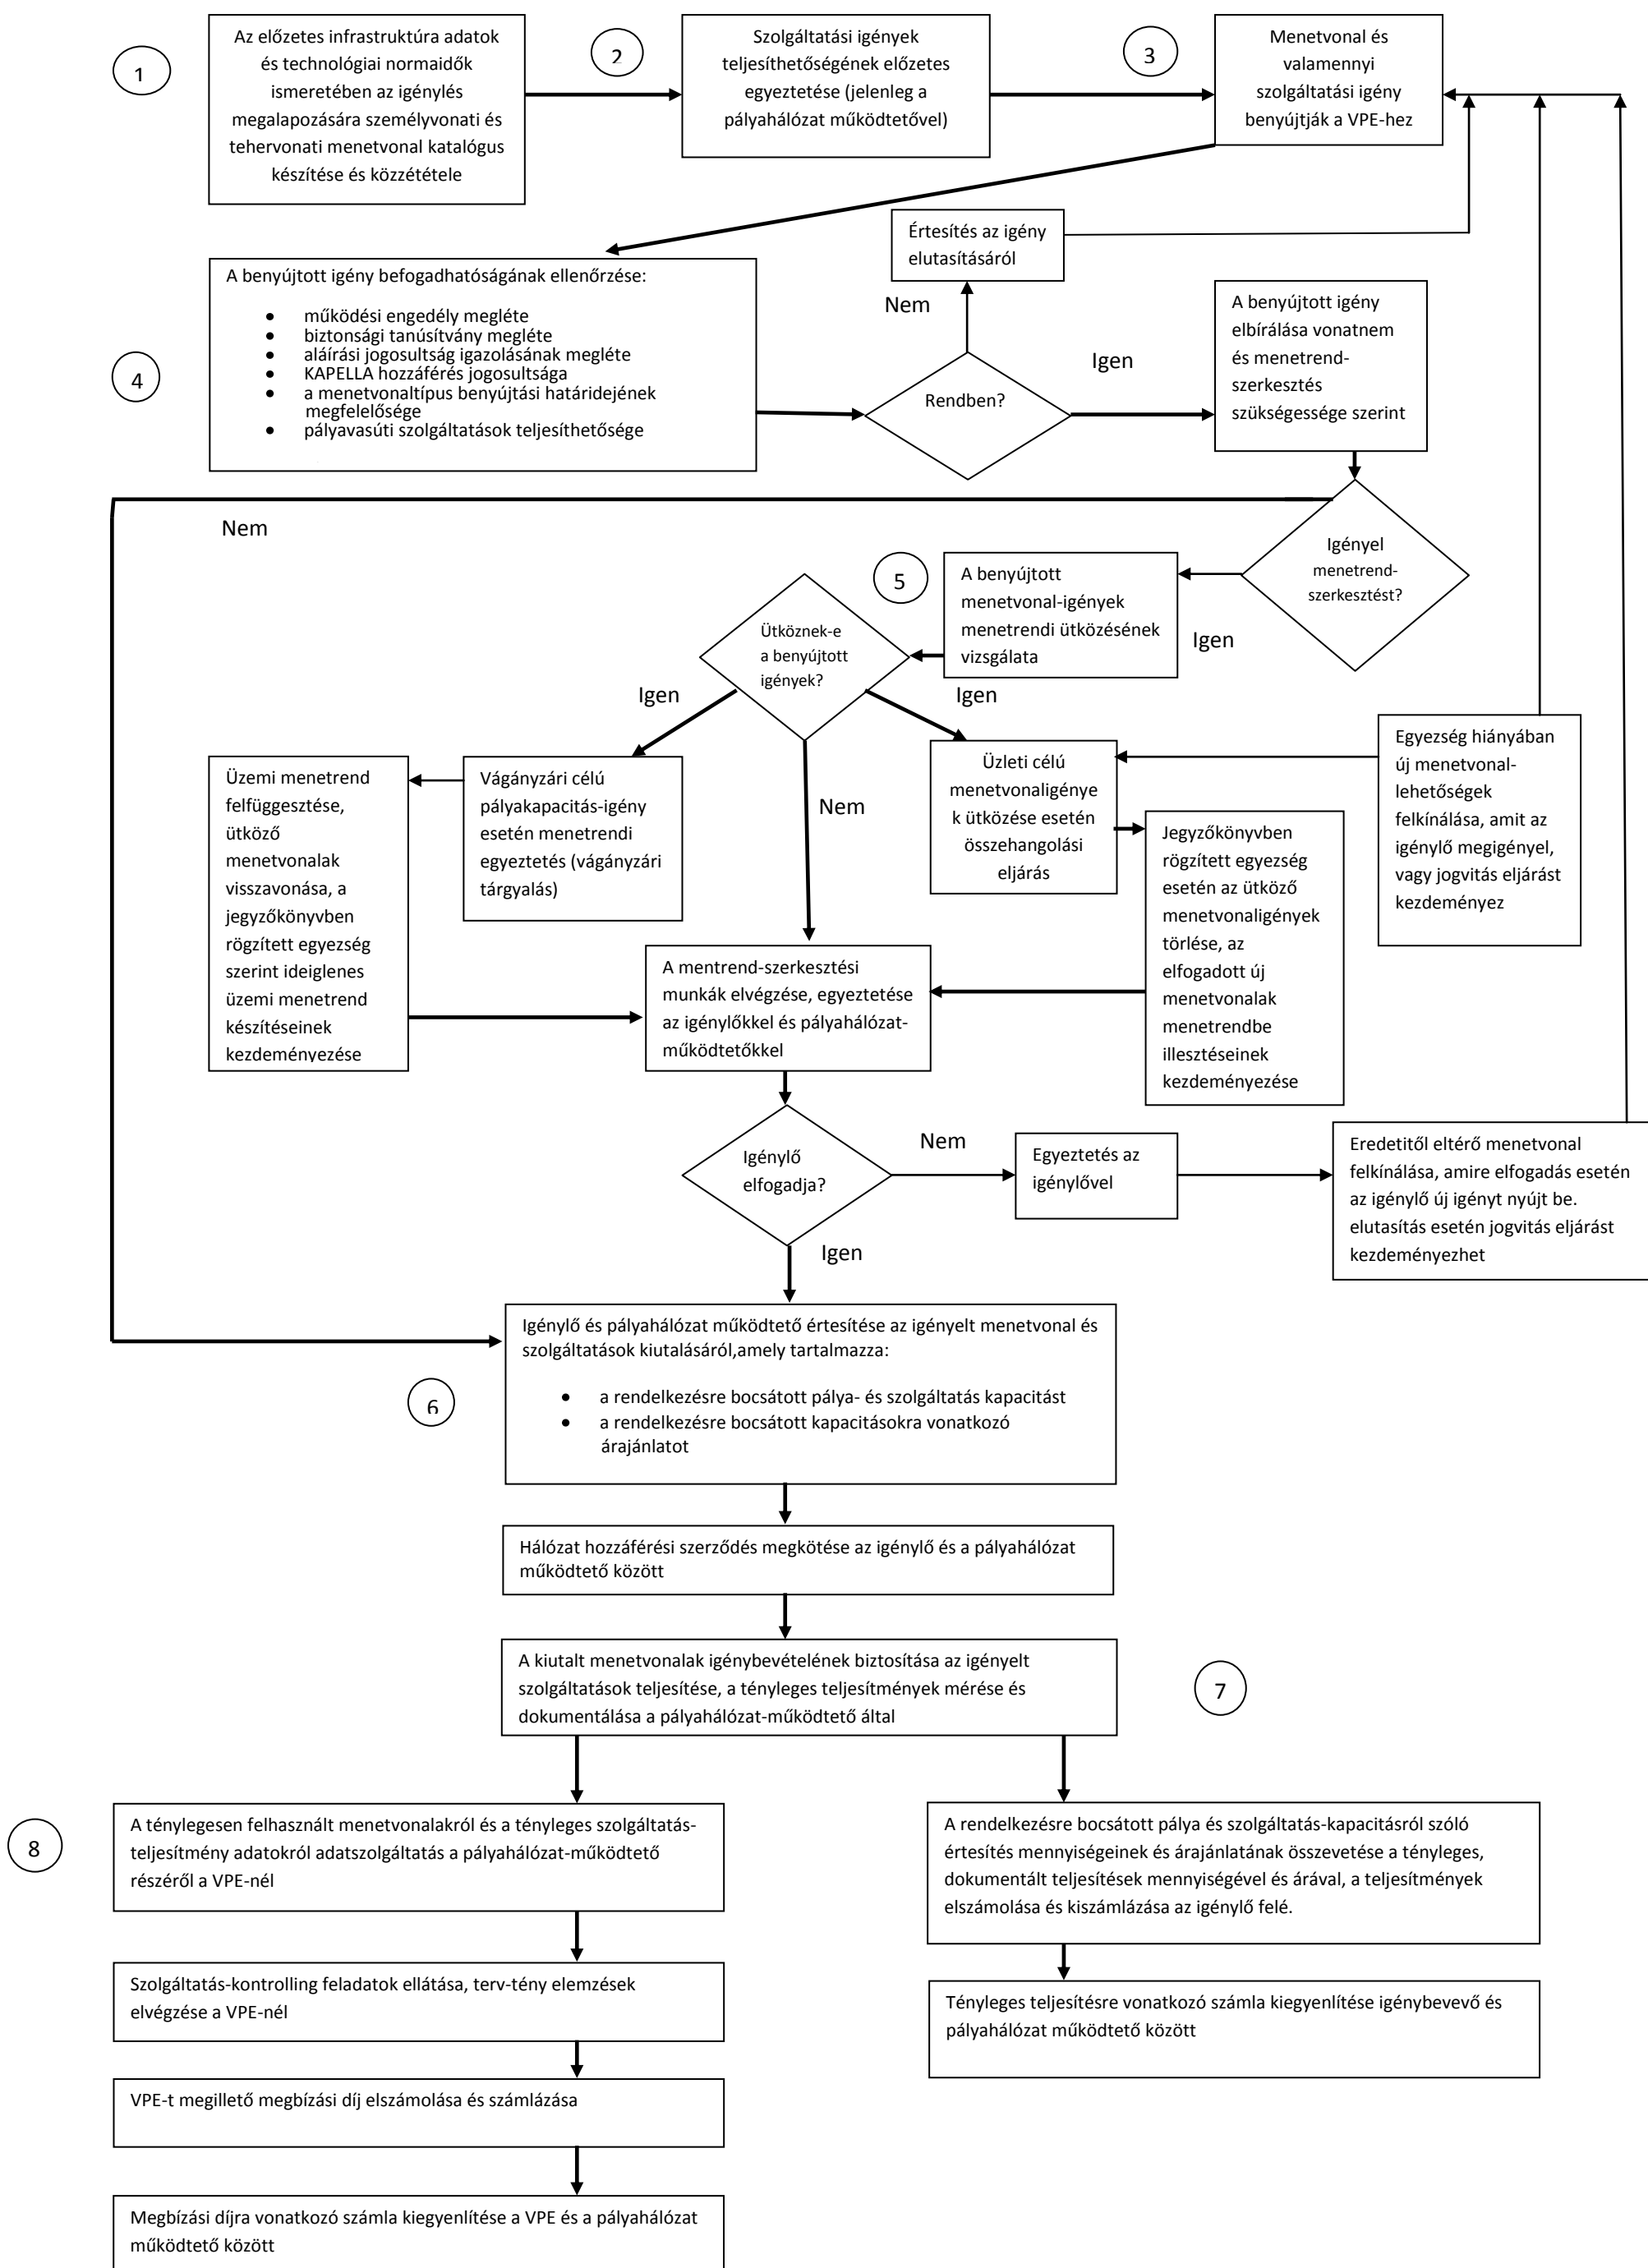 1
Az előzetes infrastruktúra adatok
és technológiai normaidők
ismeretében az igénylés
megalapozására személyvonati és
tehervonati menetvonal katalógus
készítése és közzététele
2
Szolgáltatási igények
teljesíthetőségének előzetes
egyeztetése (jelenleg a
pályahálózat működtetővel)
3
Menetvonal és
valamennyi
szolgáltatási igény
benyújtják a VPE-hez
Értesítés az igény
elutasításáról
Nem
4
A benyújtott igény befogadhatóságának ellenőrzése:
● működési engedély megléte
● biztonsági tanúsítvány megléte
● aláírási jogosultság igazolásának megléte
● KAPELLA hozzáférés jogosultsága
● a menetvonaltípus benyújtási határidejének
megfelelősége
● pályavasúti szolgáltatások teljesíthetősége
Rendben?
Igen
A benyújtott igény
elbírálása vonatnem
és menetrend-
szerkesztés
szükségessége szerint
Nem
Igényel
menetrend-
szerkesztést?
Igen
5
A benyújtott
menetvonal-igények
menetrendi ütközésének
vizsgálata
Ütköznek-e
a benyújtott
igények?
Igen
Igen
Nem
Üzemi menetrend
felfüggesztése,
ütköző
menetvonalak
visszavonása, a
jegyzőkönyvben
rögzített egyezség
szerint ideiglenes
üzemi menetrend
készítéseinek
kezdeményezése
Vágányzári célú
pályakapacitás-igény
esetén menetrendi
egyeztetés (vágányzári
tárgyalás)
Üzleti célú
menetvonaligénye
k ütközése esetén
összehangolási
eljárás
Jegyzőkönyvben
rögzített egyezség
esetén az ütköző
menetvonaligények
törlése, az
elfogadott új
menetvonalak
menetrendbe
illesztéseinek
kezdeményezése
Egyezség hiányában
új menetvonal-
lehetőségek
felkínálása, amit az
igénylő megigényel,
vagy jogvitás eljárást
kezdeményez
A mentrend-szerkesztési
munkák elvégzése, egyeztetése
az igénylőkkel és pályahálózat-
működtetőkkel
Igénylő
elfogadja?
Nem
Egyeztetés az
igénylővel
Eredetitől eltérő menetvonal
felkínálása, amire elfogadás esetén
az igénylő új igényt nyújt be.
elutasítás esetén jogvitás eljárást
kezdeményezhet
Igen
6
Igénylő és pályahálózat működtető értesítése az igényelt menetvonal és
szolgáltatások kiutalásáról,amely tartalmazza:
● a rendelkezésre bocsátott pálya- és szolgáltatás kapacitást
● a rendelkezésre bocsátott kapacitásokra vonatkozó
árajánlatot
Hálózat hozzáférési szerződés megkötése az igénylő és a pályahálózat
működtető között
7
A kiutalt menetvonalak igénybevételének biztosítása az igényelt
szolgáltatások teljesítése, a tényleges teljesítmények mérése és
dokumentálása a pályahálózat-működtető által
8
A ténylegesen felhasznált menetvonalakról és a tényleges szolgáltatás-
teljesítmény adatokról adatszolgáltatás a pályahálózat-működtető
részéről a VPE-nél
A rendelkezésre bocsátott pálya és szolgáltatás-kapacitásról szóló
értesítés mennyiségeinek és árajánlatának összevetése a tényleges,
dokumentált teljesítések mennyiségével és árával, a teljesítmények
elszámolása és kiszámlázása az igénylő felé.
Szolgáltatás-kontrolling feladatok ellátása, terv-tény elemzések
elvégzése a VPE-nél
Tényleges teljesítésre vonatkozó számla kiegyenlítése igénybevevő és
pályahálózat működtető között
VPE-t megillető megbízási díj elszámolása és számlázása
Megbízási díjra vonatkozó számla kiegyenlítése a VPE és a pályahálózat
működtető között